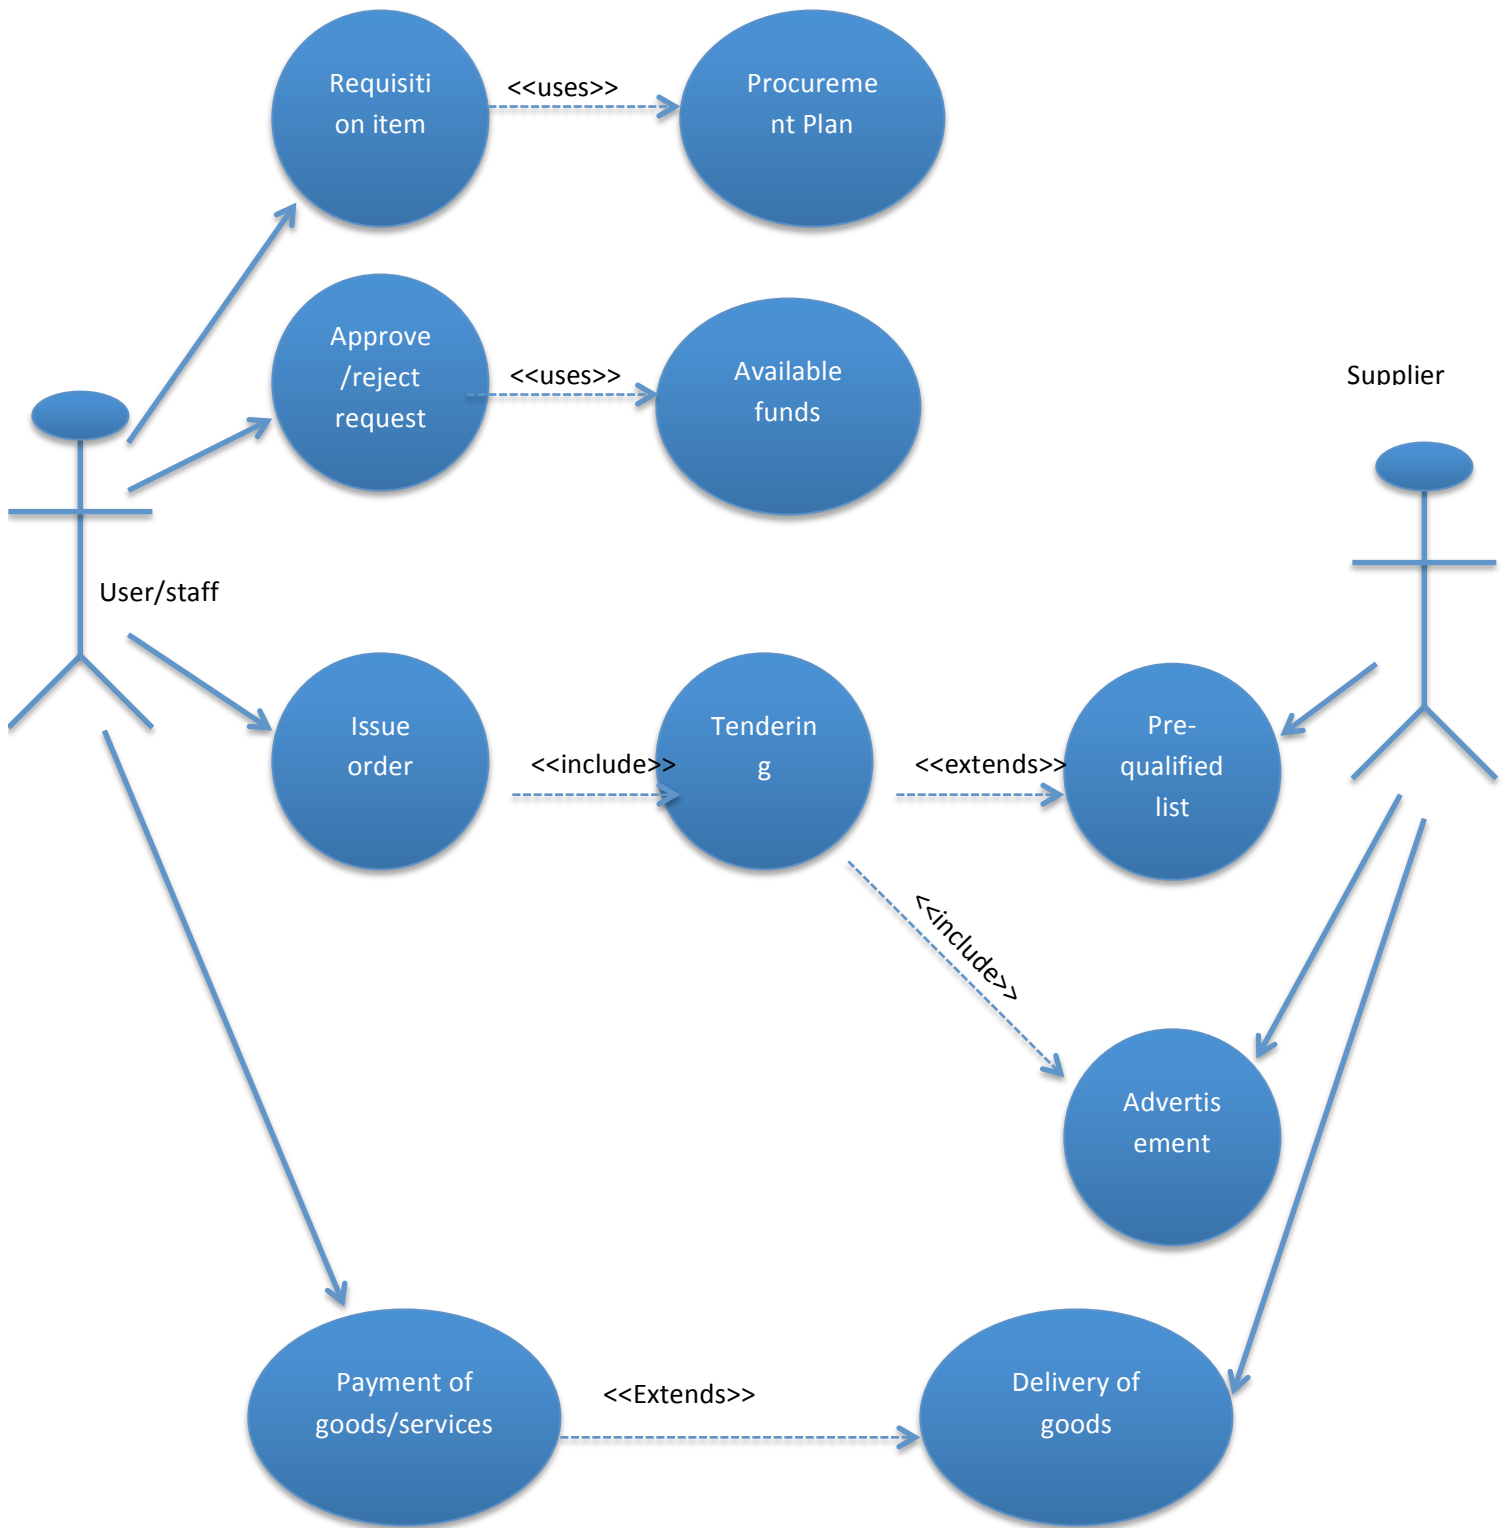 Requisiti
on item
<<uses>>
Procureme
nt Plan
Approve
/reject
request
<<uses>>
Available
funds
Supplier
User/staff
Issue
order
<<include>>
Tenderin
g
<<extends>>
Pre-
qualified
list
<<include>>
Advertis
ement
Payment of
goods/services
<<Extends>>
Delivery of
goods